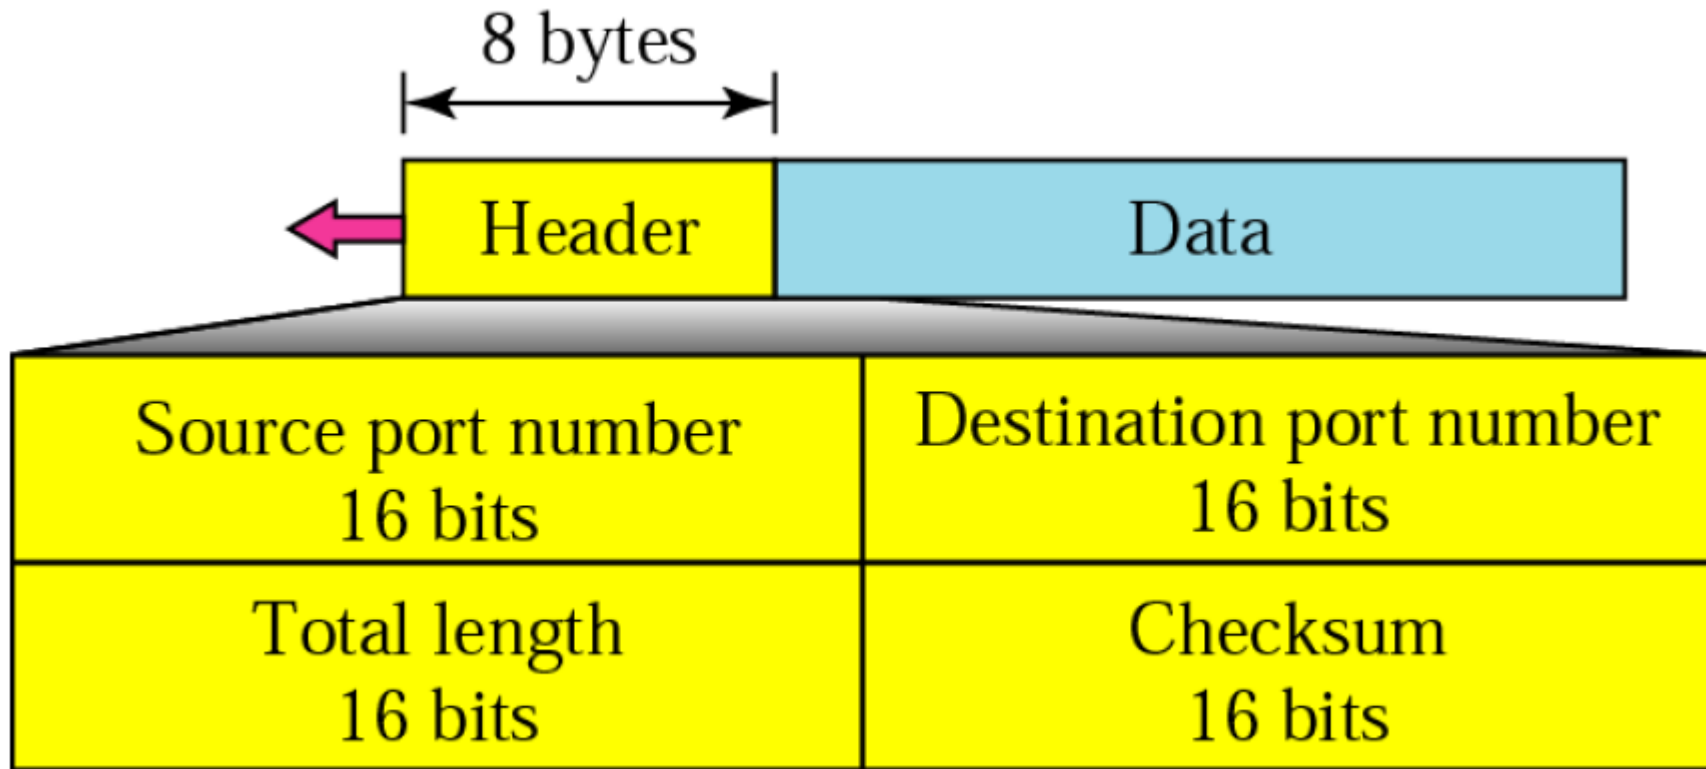 8 bytes
Header
Data
Source port number
16 bits
Destination port number
16 bits
Total length
16 bits
Checksum
16 bits